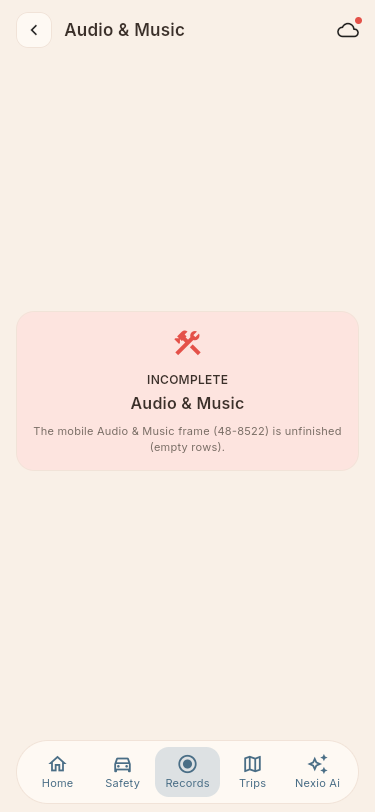 Audio & Music
INCOMPLETE
Audio & Music
The mobile Audio & Music frame (48-8522) is unfinished
(empty rows).
Home
Safety
Records
Trips
Nexio Ai